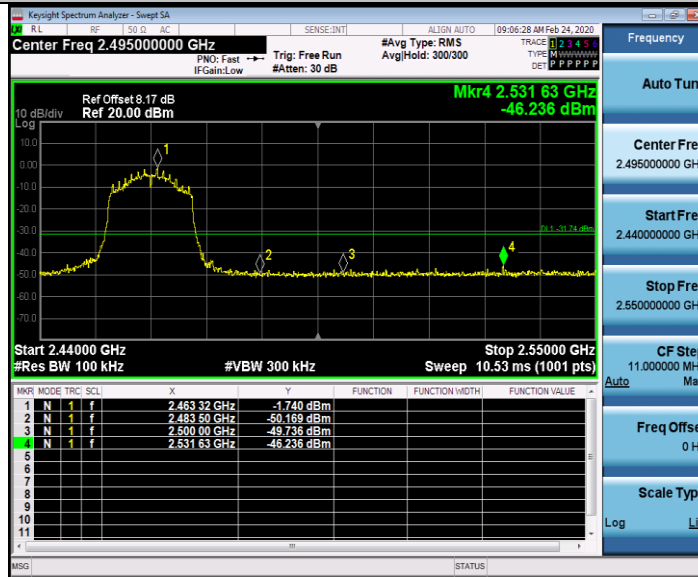 Keysight Spectrum Analyzer - Swept SA
RL RF 50 Ω AC SENSE:INT ALIGN AUTO 09:06:28 AM Feb 24, 2020
Center Freq 2.495000000 GHz
PNO: Fast
IFGain:Low
Trig: Free Run
#Atten: 30 dB
#Avg Type: RMS
Avg|Hold: 300/300
TRACE 1 2 3 4 5 6
TYPE M W W W W W
DET P P P P P P
Frequency
Mkr4 2.531 63 GHz
-46.236 dBm
Ref Offset 8.17 dB
10 dB/div Ref 20.00 dBm
Log
10.0
0.00
-10.0
-20.0
-30.0
-40.0
-50.0
-60.0
-70.0
1
2
3
4
DL1 -31.74 dBm
Start 2.44000 GHz Stop 2.55000 GHz
#Res BW 100 kHz #VBW 300 kHz Sweep 10.53 ms (1001 pts)
MKR MODE TRC SCL X Y FUNCTION FUNCTION WIDTH FUNCTION VALUE
1 N 1 f 2.463 32 GHz -1.740 dBm
2 N 1 f 2.483 50 GHz -50.169 dBm
3 N 1 f 2.500 00 GHz -49.736 dBm
4 N 1 f 2.531 63 GHz -46.236 dBm
5
6
7
8
9
10
11
Auto Tun
Center Fre
2.495000000 GH
Start Fre
2.440000000 GH
Stop Fre
2.550000000 GH
CF Ste
11.000000 MH
Auto Ma
Freq Offse
0 H
Scale Typ
Log Li
MSG STATUS